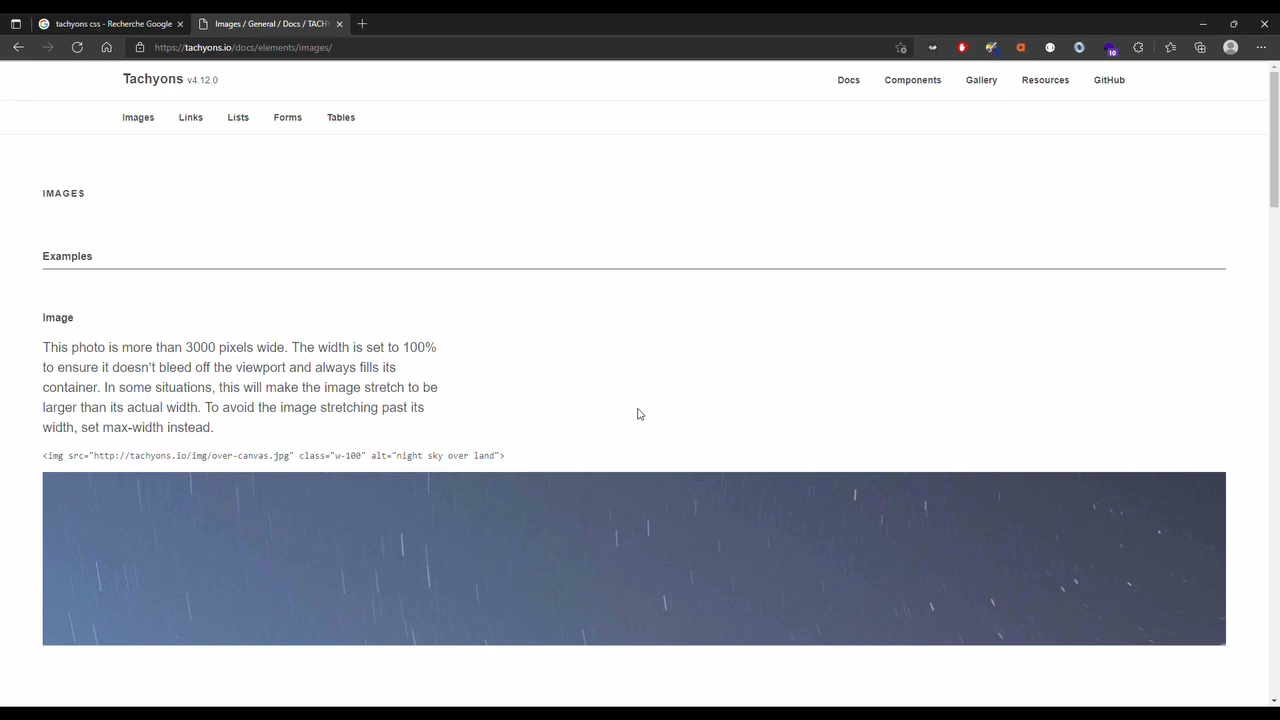 tachyons css - Recherche Google
Images / General / Docs / TACHY
https://tachyons.io/docs/elements/images/
10
Tachyons v4.12.0
Docs Components Gallery Resources GitHub
Images Links Lists Forms Tables
IMAGES
Examples
Image
This photo is more than 3000 pixels wide. The width is set to 100%
to ensure it doesn't bleed off the viewport and always fills its
container. In some situations, this will make the image stretch to be
larger than its actual width. To avoid the image stretching past its
width, set max-width instead.
<img src="http://tachyons.io/img/over-canvas.jpg" class="w-100" alt="night sky over land">